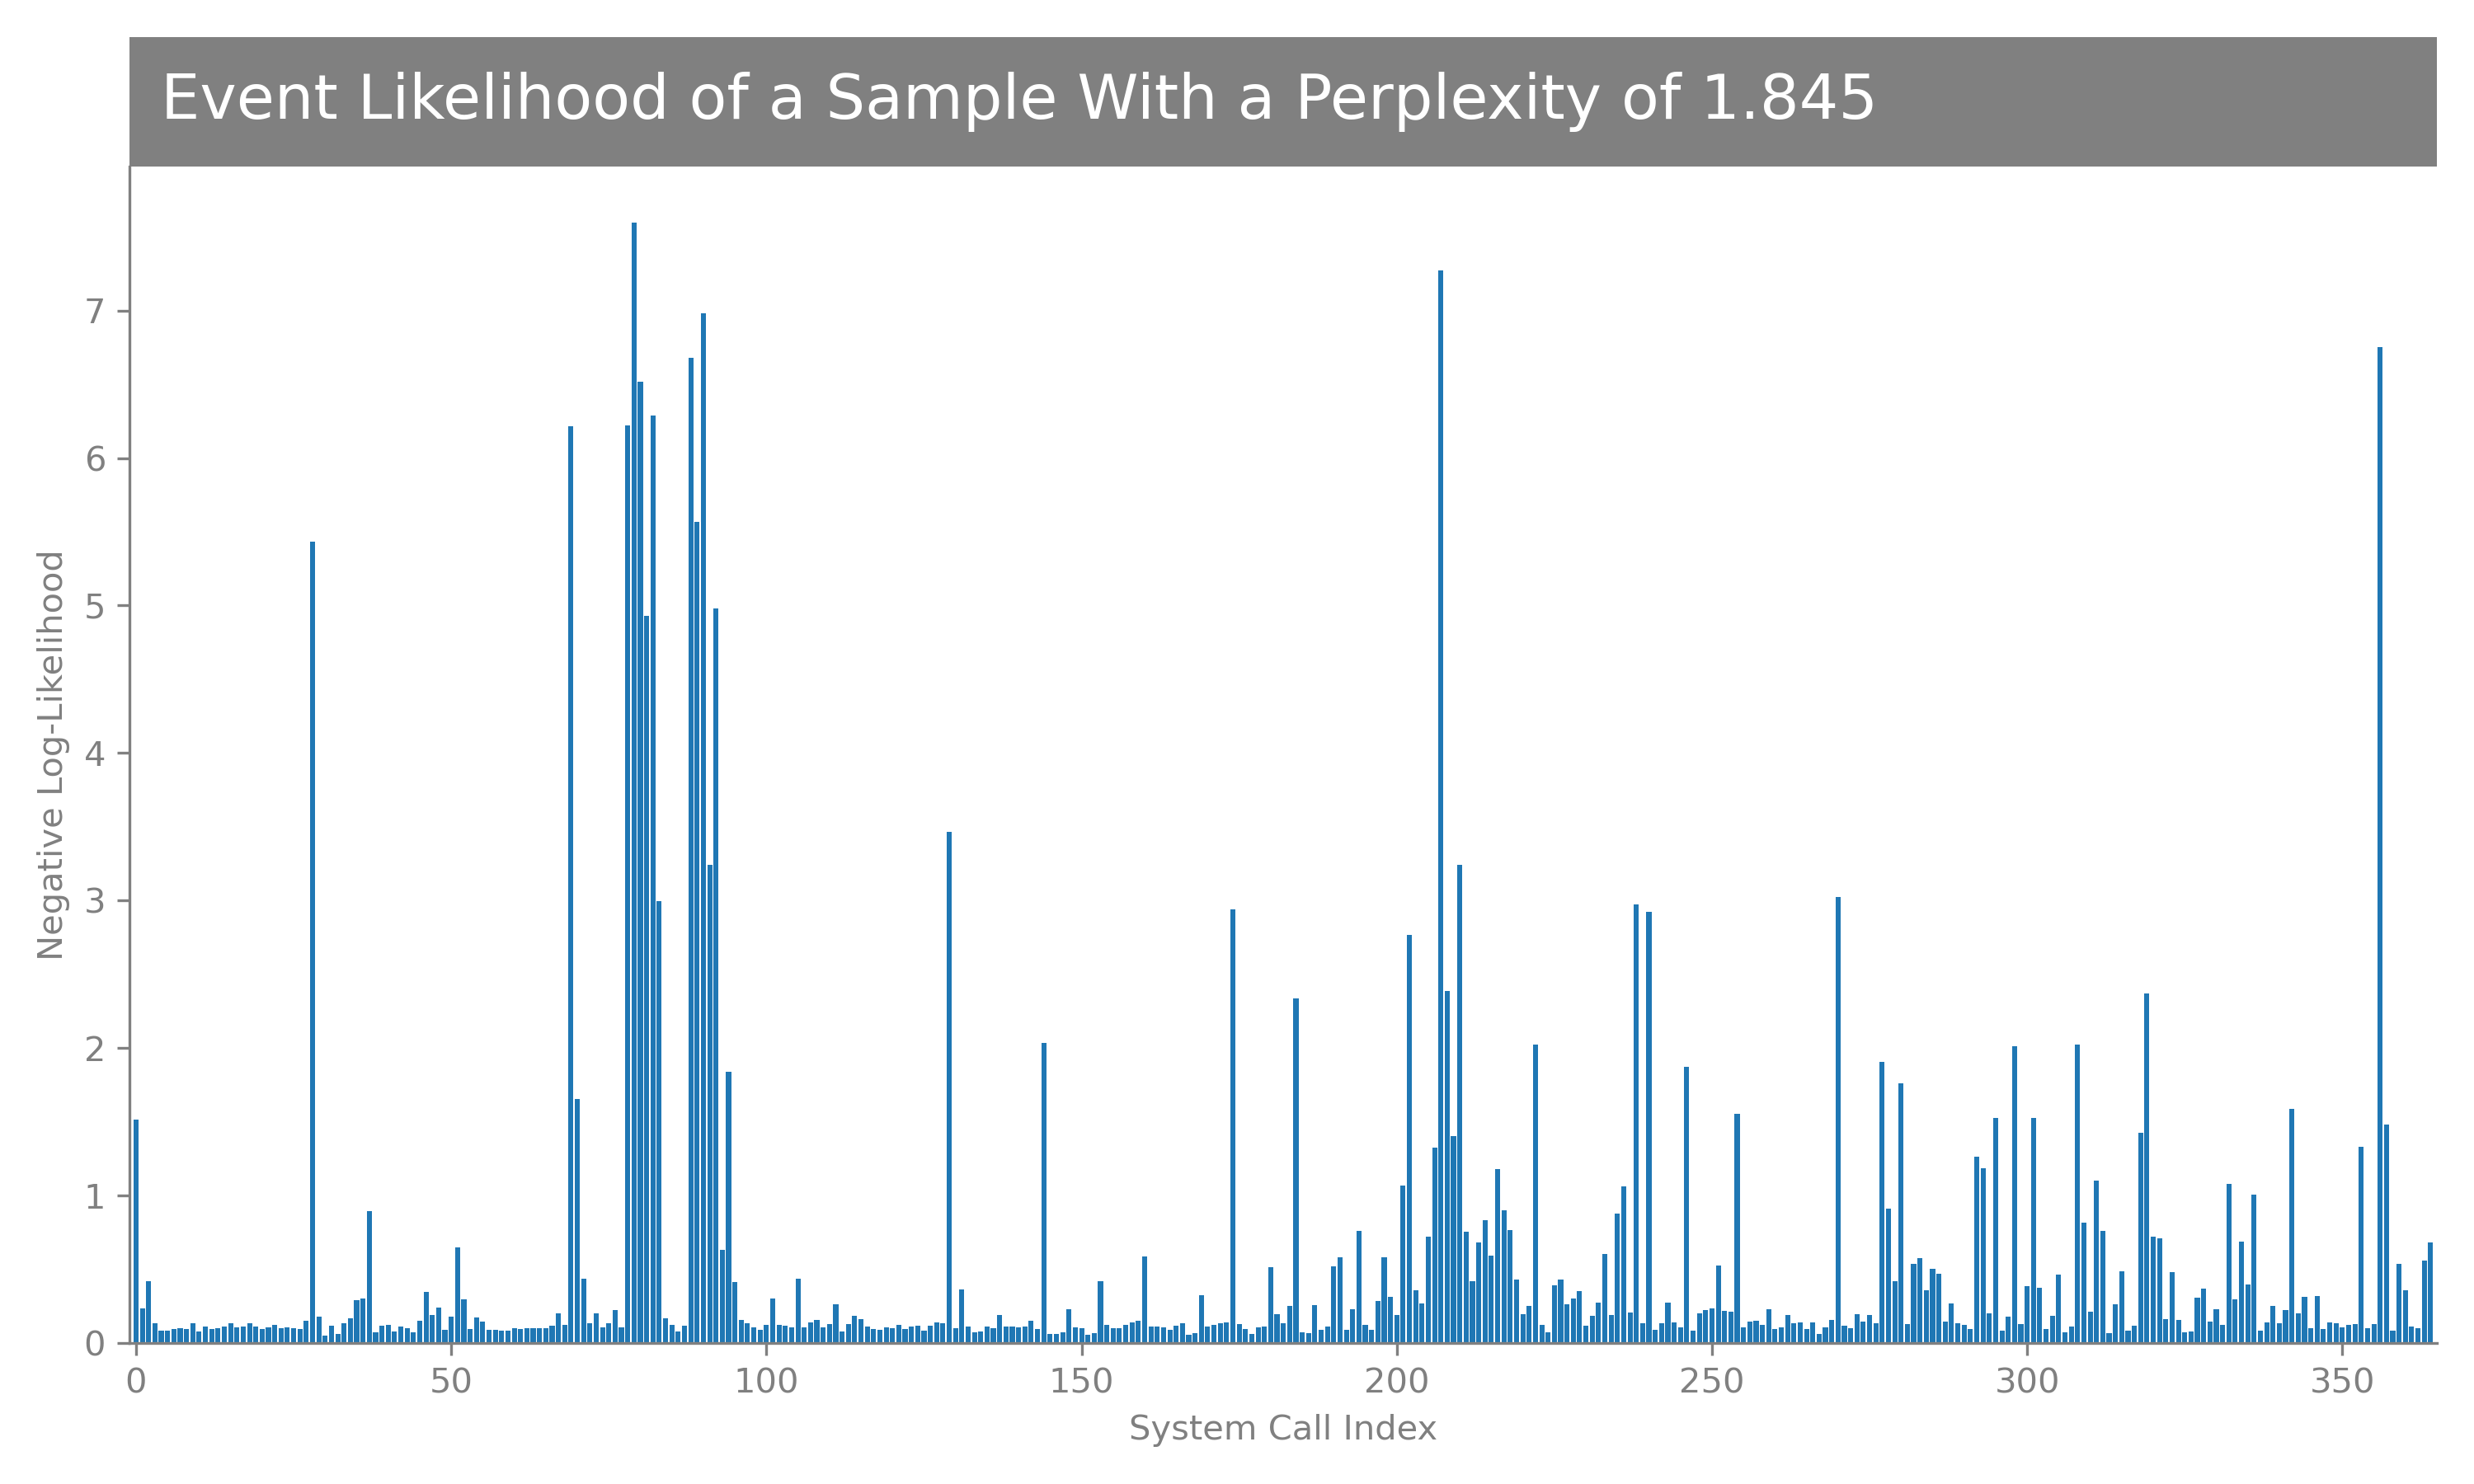 Event Likelihood of a Sample With a Perplexity of 1.845
7
6
5
4
3
2
1
0
Negative Log-Likelihood
0 50 100 150 200 250 300 350
System Call Index